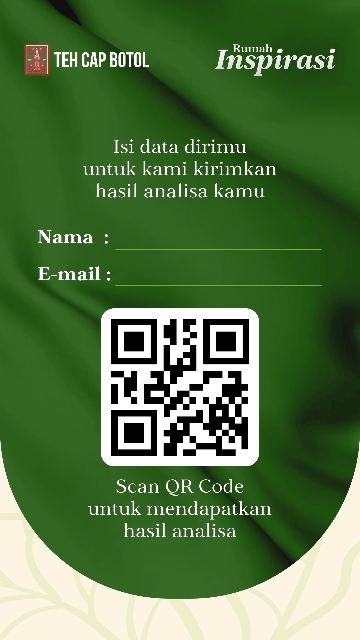 TEH CAP BOTOL
Rumah
Inspirasi
Isi data dirimu
untuk kami kirimkan
hasil analisa kamu
Nama :
E-mail :
Scan QR Code
untuk mendapatkan
hasil analisa